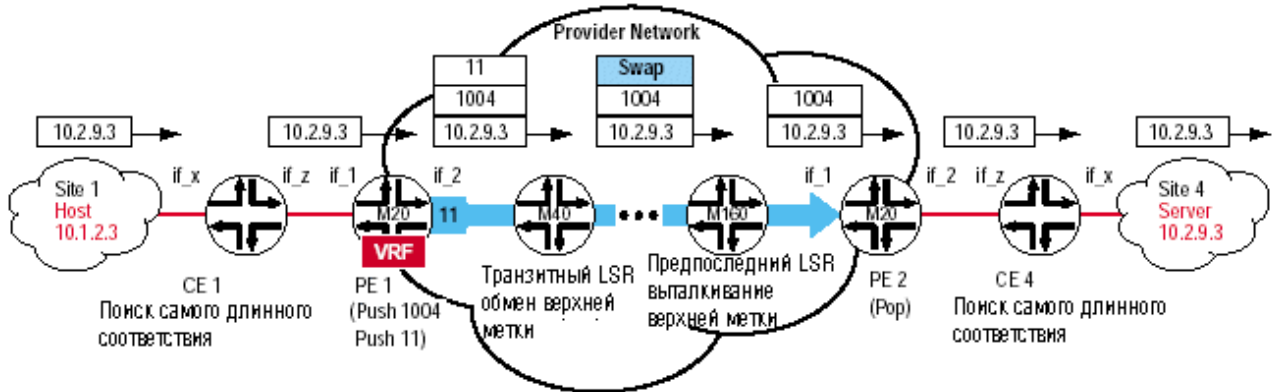 Provider Network
11
1004
10.2.9.3
Swap
1004
10.2.9.3
1004
10.2.9.3
10.2.9.3
10.2.9.3
10.2.9.3
10.2.9.3
if_x
if_z
if_1
if_2
if_1
if_2
if_z
if_x
Site 1
Host
10.1.2.3
M20
11
M40
M160
M20
Site 4
Server
10.2.9.3
VRF
CE 1
Поиск самого длинного
соответствия
PE 1
(Push 1004
Push 11)
Транзитный LSR
обмен верхней
метки
Предпоследний LSR
выталкивание
верхней метки
PE 2
(Pop)
CE 4
Поиск самого длинного
соответствия